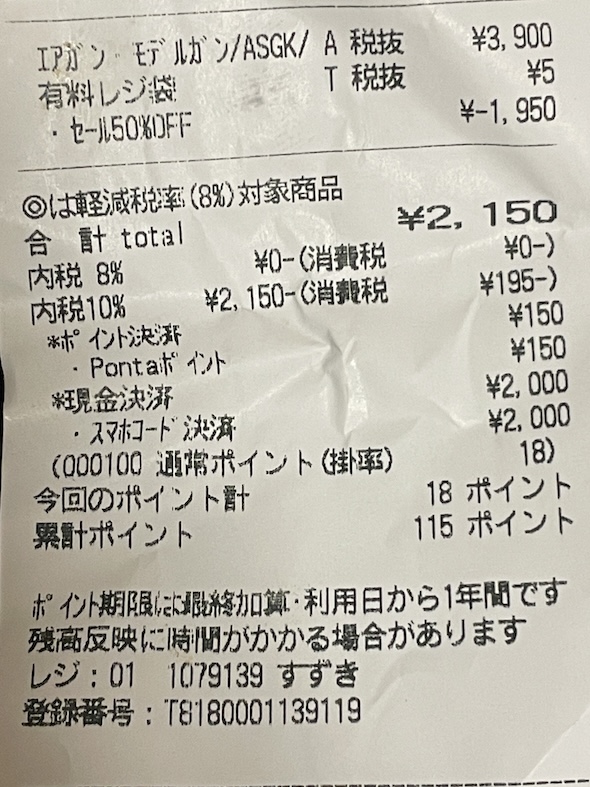 エアガン・モデルガン/ASGK/ A 税抜 ¥3,900
有料レジ袋 T 税抜 ¥5
・セール50%OFF ¥-1,950
◎は軽減税率(8%)対象商品
合 計 total ¥2,150
内税 8% ¥0-(消費税 ¥0-)
内税10% ¥2,150-(消費税 ¥195-)
*ポイント決済 ¥150
・Pontaポイント ¥150
*現金決済 ¥2,000
・スマホコード決済 ¥2,000
(000100 通常ポイント(掛率) 18)
今回のポイント計 18 ポイント
累計ポイント 115 ポイント
ポイント期限は最終加算・利用日から1年間です
残高反映に時間がかかる場合があります
レジ:01 1079139 すずき
登録番号:T8180001139119